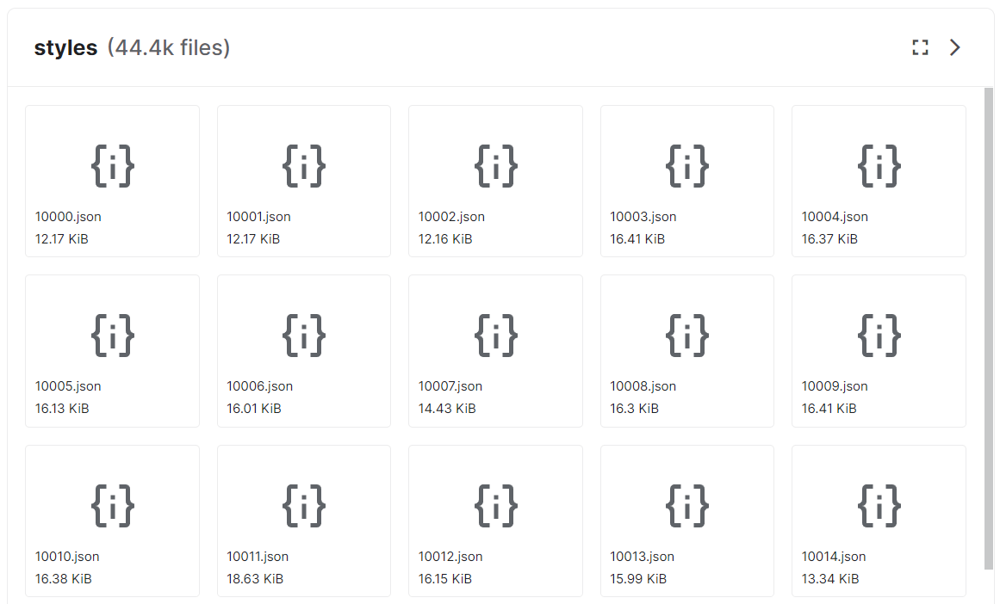 styles (44.4k files)
10000.json
12.17 KiB
10001.json
12.17 KiB
10002.json
12.16 KiB
10003.json
16.41 KiB
10004.json
16.37 KiB
10005.json
16.13 KiB
10006.json
16.01 KiB
10007.json
14.43 KiB
10008.json
16.3 KiB
10009.json
16.41 KiB
10010.json
16.38 KiB
10011.json
18.63 KiB
10012.json
16.15 KiB
10013.json
15.99 KiB
10014.json
13.34 KiB